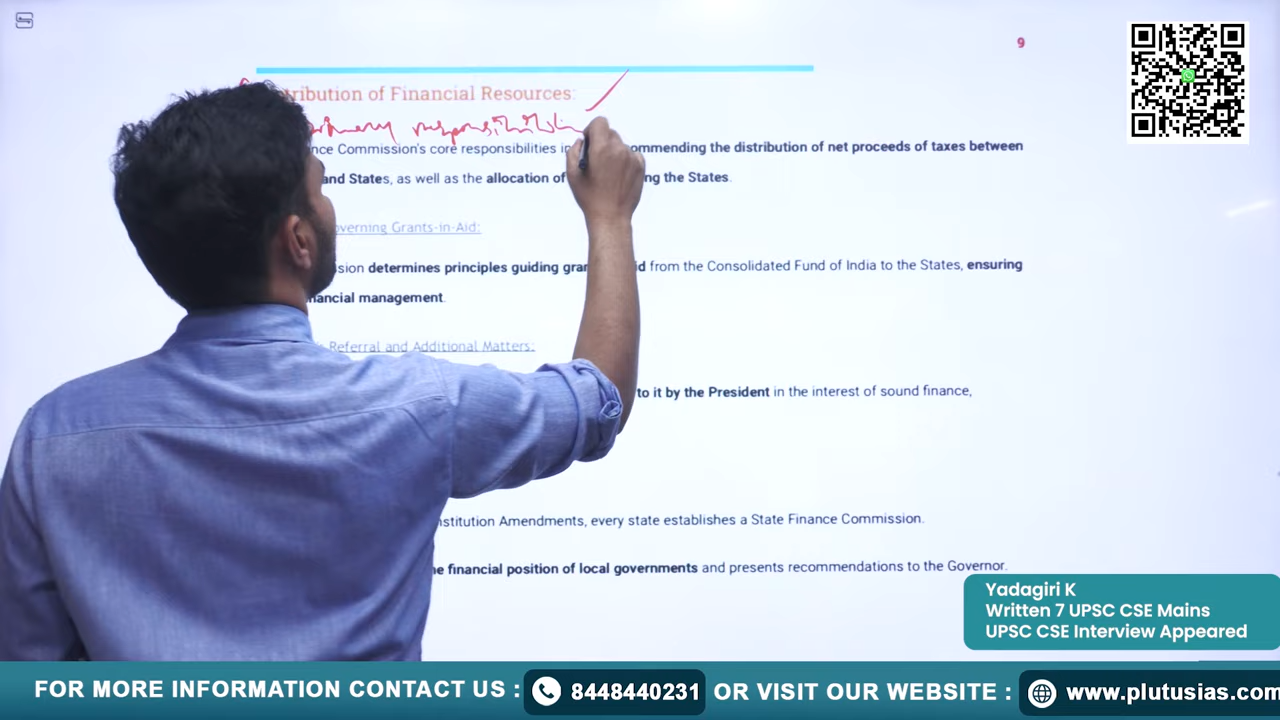 9
tribution of Financial Resources:
responsibilit
nce Commission's core responsibilities in ommending the distribution of net proceeds of taxes between
and States, as well as the allocation of ng the States.
overning Grants-in-Aid:
sion determines principles guiding gran id from the Consolidated Fund of India to the States, ensuring
nancial management.
Referral and Additional Matters:
to it by the President in the interest of sound finance,
nstitution Amendments, every state establishes a State Finance Commission.
e financial position of local governments and presents recommendations to the Governor.
Yadagiri K
Written 7 UPSC CSE Mains
UPSC CSE Interview Appeared
FOR MORE INFORMATION CONTACT US : 8448440231 OR VISIT OUR WEBSITE : www.plutusias.com